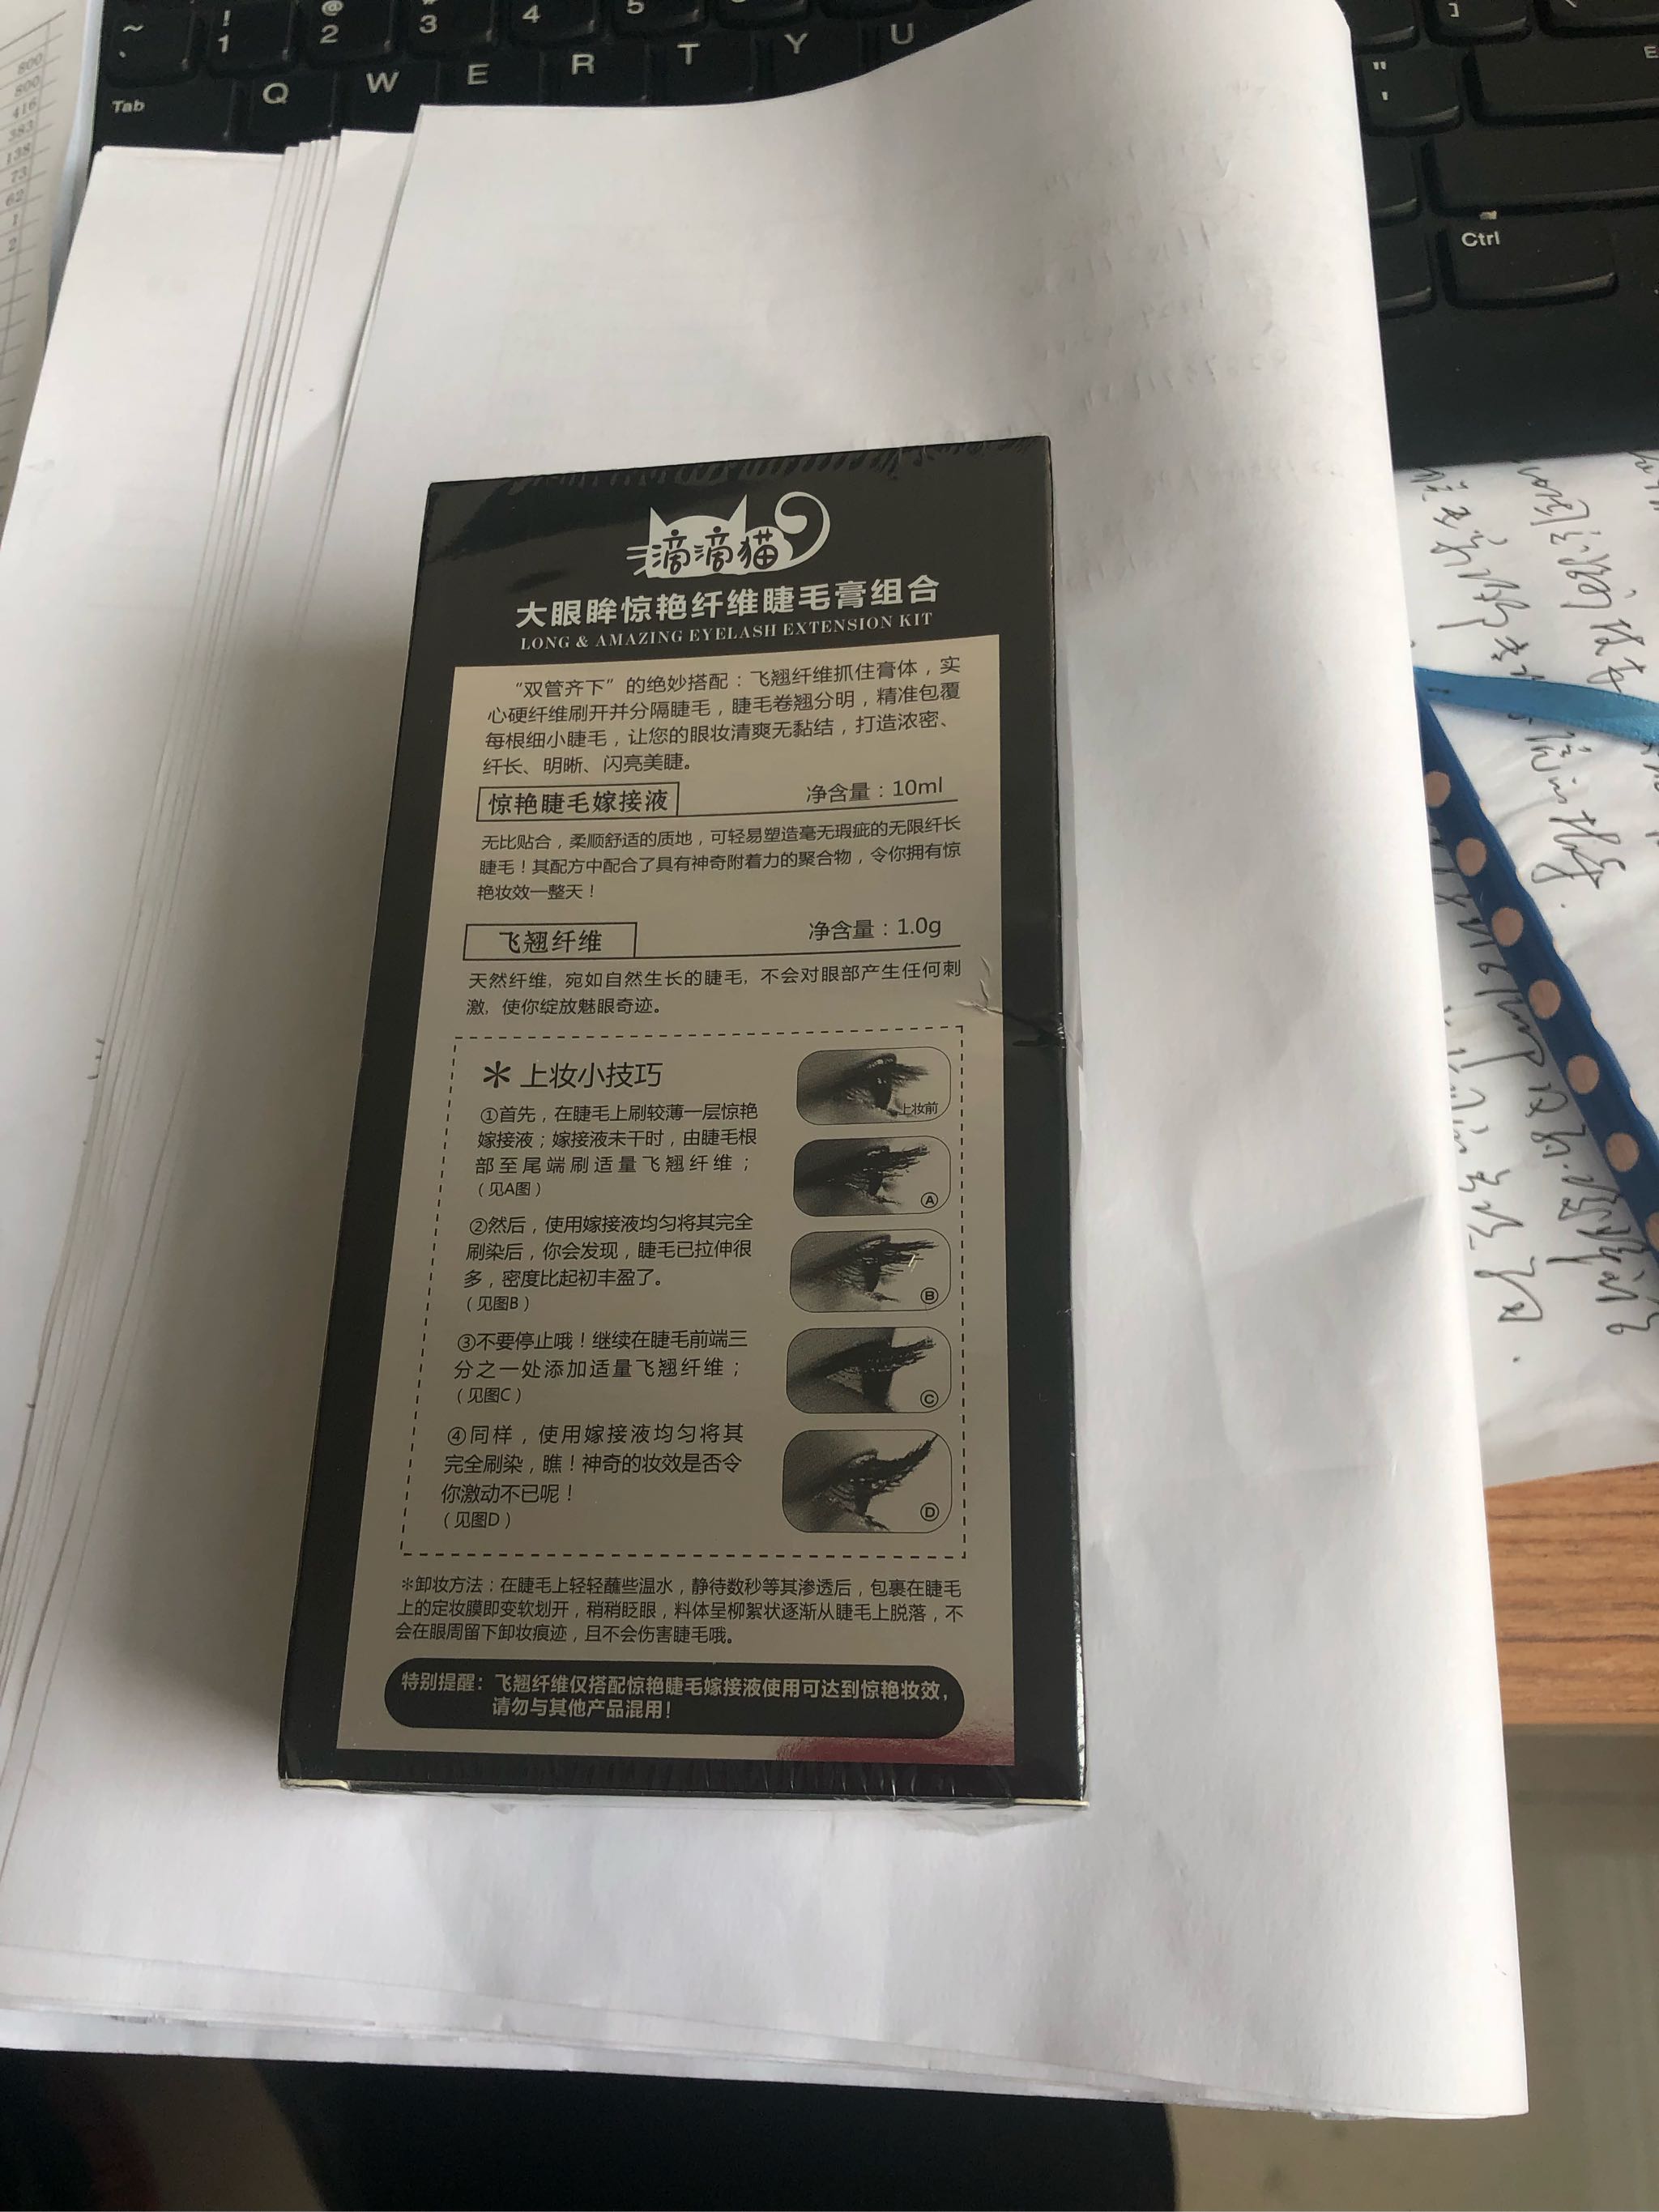 800
800
416
383
138
73
62
1
2
~
`
!
1
@
2
3
4
5
Tab
Q
W
E
R
T
Y
U
]
"
'
E
Ctrl
滴滴猫
大眼眸惊艳纤维睫毛膏组合
LONG & AMAZING EYELASH EXTENSION KIT
“双管齐下”的绝妙搭配：飞翘纤维抓住膏体，实
心硬纤维刷开并分隔睫毛，睫毛卷翘分明，精准包覆
每根细小睫毛，让您的眼妆清爽无黏结，打造浓密、
纤长、明晰、闪亮美睫。
惊艳睫毛嫁接液 净含量：10ml
无比贴合，柔顺舒适的质地，可轻易塑造毫无瑕疵的无限纤长
睫毛！其配方中配合了具有神奇附着力的聚合物，令你拥有惊
艳妆效一整天！
飞翘纤维 净含量：1.0g
天然纤维，宛如自然生长的睫毛，不会对眼部产生任何刺
激，使你绽放魅眼奇迹。
＊上妆小技巧
①首先，在睫毛上刷较薄一层惊艳
嫁接液；嫁接液未干时，由睫毛根
部至尾端刷适量飞翘纤维；
（见A图）
②然后，使用嫁接液均匀将其完全
刷染后，你会发现，睫毛已拉伸很
多，密度比起初丰盈了。
（见图B）
③不要停止哦！继续在睫毛前端三
分之一处添加适量飞翘纤维；
（见图C）
④同样，使用嫁接液均匀将其
完全刷染，瞧！神奇的妆效是否令
你激动不已呢！
（见图D）
上妆前
A
B
C
D
＊卸妆方法：在睫毛上轻轻蘸些温水，静待数秒等其渗透后，包裹在睫毛
上的定妆膜即变软划开，稍稍眨眼，料体呈柳絮状逐渐从睫毛上脱落，不
会在眼周留下卸妆痕迹，且不会伤害睫毛哦。
特别提醒：飞翘纤维仅搭配惊艳睫毛嫁接液使用可达到惊艳妆效，
请勿与其他产品混用！